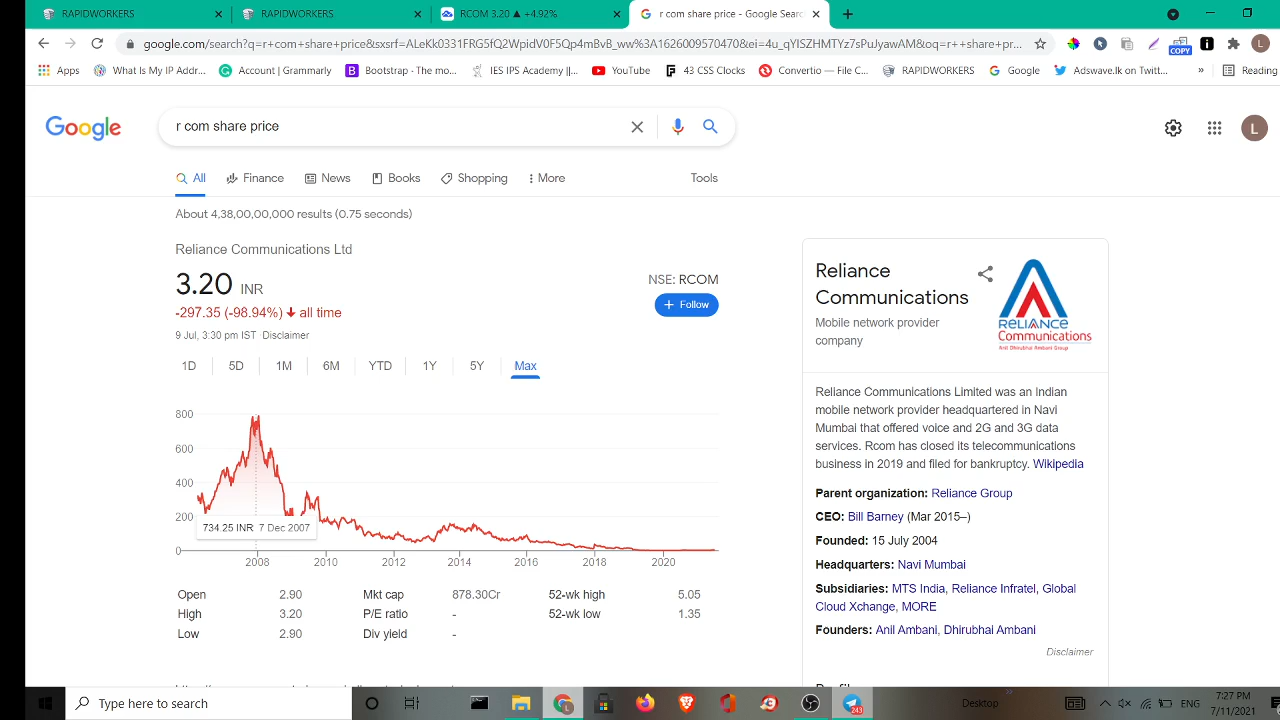 RAPIDWORKERS
RAPIDWORKERS
RCOM 3.20 ▲ +4.92%
r com share price - Google Searc
google.com/search?q=r+com+share+price&sxsrf=
Apps
What Is My IP Addr...
Account | Grammarly
Bootstrap - The mo...
IES IPS Academy ||...
YouTube
43 CSS Clocks
Convertio — File C...
RAPIDWORKERS
Google
Adswave.lk on Twitt...
»
Reading
COPY
L
Google
r com share price
L
All
Finance
News
Books
Shopping
More
Tools
About 4,38,00,00,000 results (0.75 seconds)
Reliance Communications Ltd
3.20 INR
NSE: RCOM
-297.35 (-98.94%) all time
+ Follow
9 Jul, 3:30 pm IST · Disclaimer
1D 5D 1M 6M YTD 1Y 5Y Max
800
600
400
200
0
734.25 INR 7 Dec 2007
2008 2010 2012 2014 2016 2018 2020
Open 2.90 Mkt cap 878.30Cr 52-wk high 5.05
High 3.20 P/E ratio - 52-wk low 1.35
Low 2.90 Div yield -
Reliance
Communications
Mobile network provider
company
RELIANCE
Communications
Anil Dhirubhai Ambani Group
Reliance Communications Limited was an Indian
mobile network provider headquartered in Navi
Mumbai that offered voice and 2G and 3G data
services. Rcom has closed its telecommunications
business in 2019 and filed for bankruptcy. Wikipedia
Parent organization: Reliance Group
CEO: Bill Barney (Mar 2015–)
Founded: 15 July 2004
Headquarters: Navi Mumbai
Subsidiaries: MTS India, Reliance Infratel, Global
Cloud Xchange, MORE
Founders: Anil Ambani, Dhirubhai Ambani
Disclaimer
Type here to search
243
Desktop
»
ENG
7:27 PM
7/11/2021